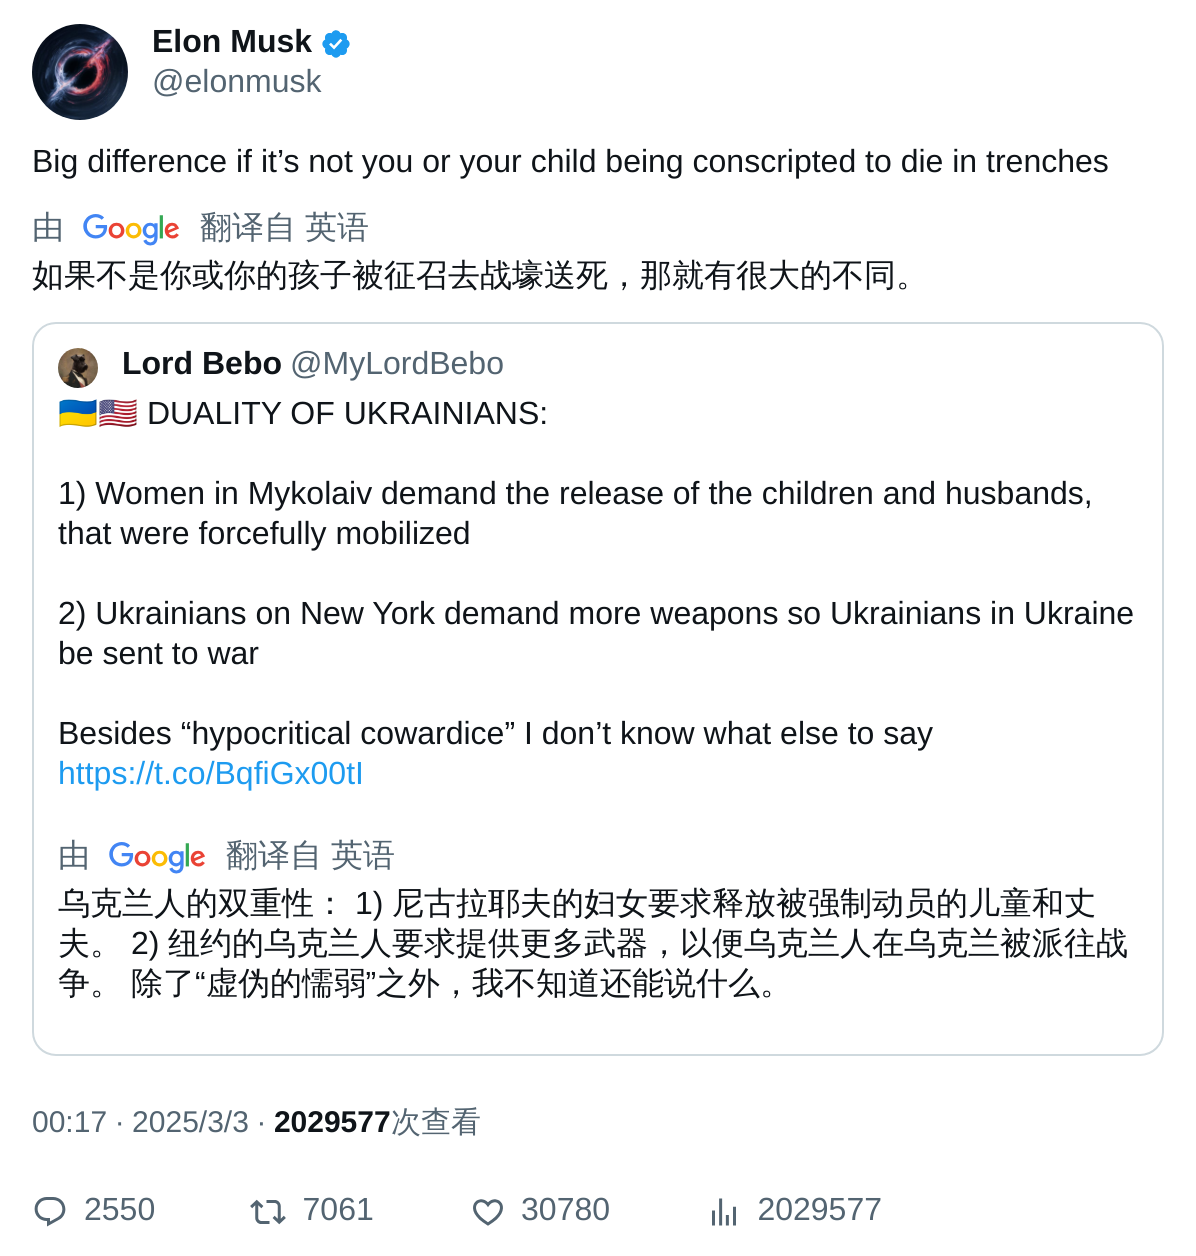 Elon Musk
@elonmusk
Big difference if it’s not you or your child being conscripted to die in trenches
由 Google 翻译自 英语
如果不是你或你的孩子被征召去战壕送死，那就有很大的不同。
Lord Bebo @MyLordBebo
🇺🇦🇺🇸 DUALITY OF UKRAINIANS:
1) Women in Mykolaiv demand the release of the children and husbands,
that were forcefully mobilized
2) Ukrainians on New York demand more weapons so Ukrainians in Ukraine
be sent to war
Besides “hypocritical cowardice” I don’t know what else to say
https://t.co/BqfiGx00tI
由 Google 翻译自 英语
乌克兰人的双重性： 1) 尼古拉耶夫的妇女要求释放被强制动员的儿童和丈
夫。 2) 纽约的乌克兰人要求提供更多武器，以便乌克兰人在乌克兰被派往战
争。 除了“虚伪的懦弱”之外，我不知道还能说什么。
00:17 · 2025/3/3 · 2029577次查看
2550 7061 30780 2029577